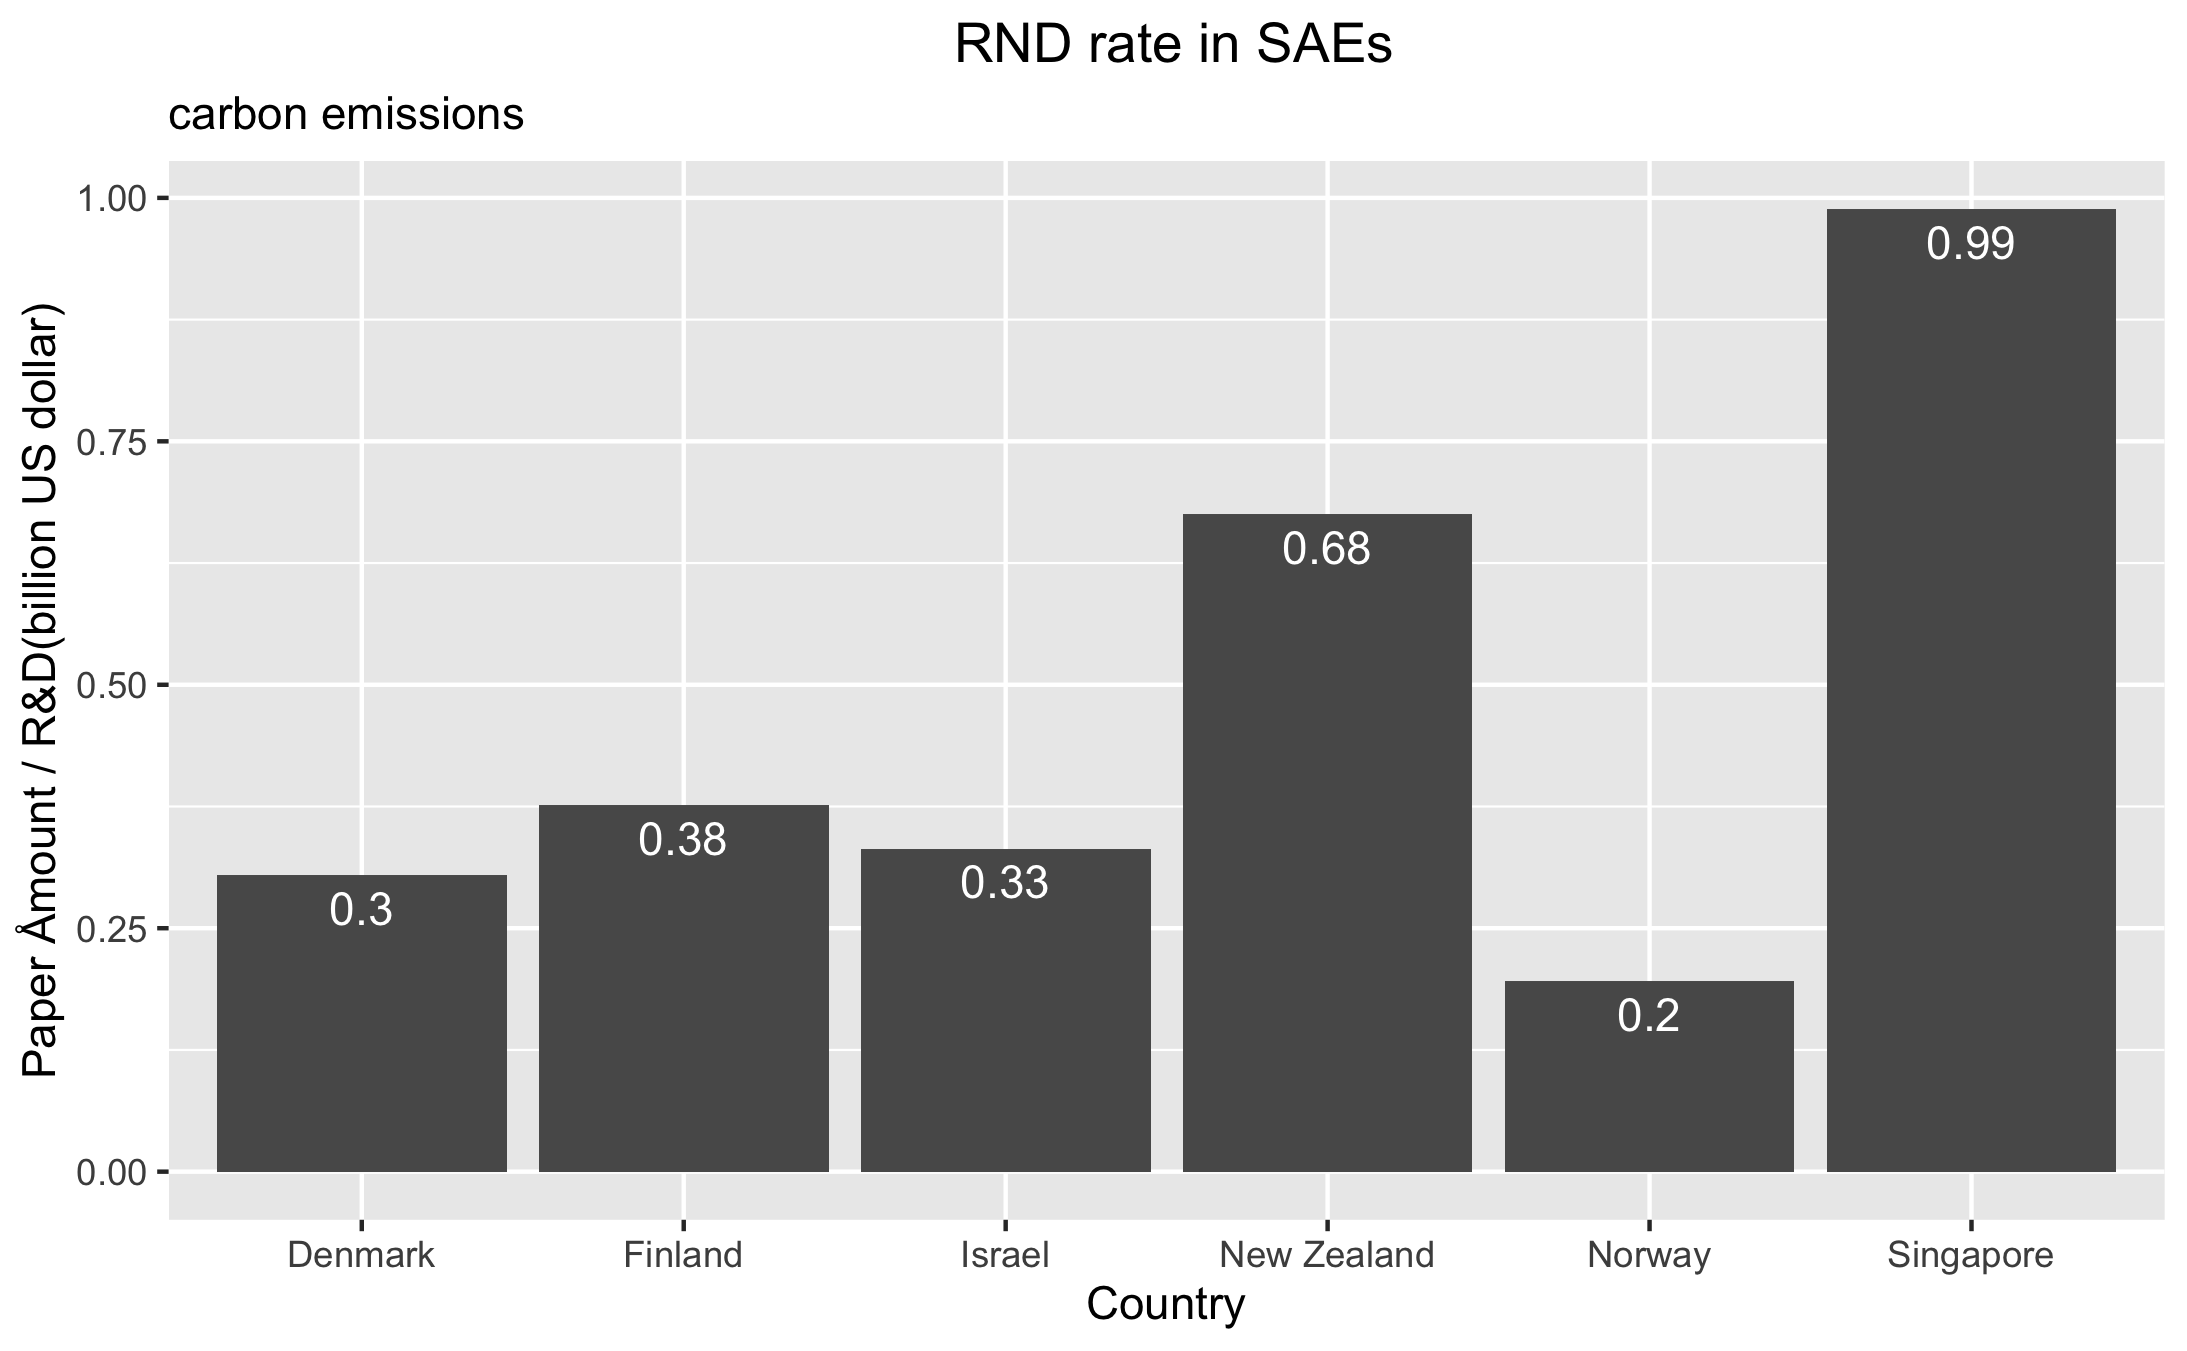 RND rate in SAEs
carbon emissions
Paper Åmount / R&D(billion US dollar)
1.00
0.75
0.50
0.25
0.00
0.3
0.38
0.33
0.68
0.2
0.99
Denmark
Finland
Israel
New Zealand
Norway
Singapore
Country